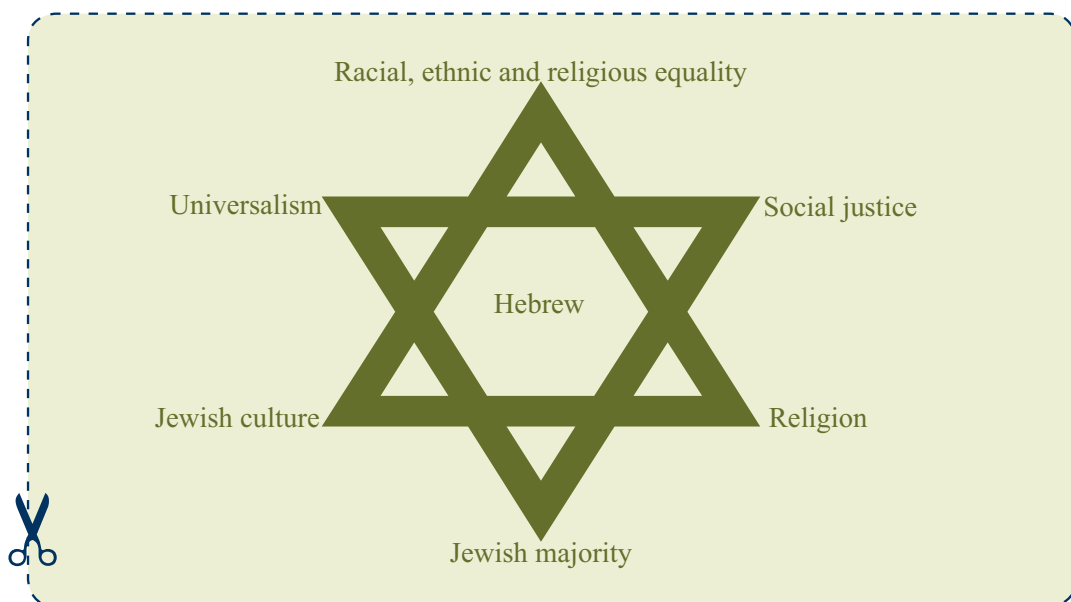 Racial, ethnic and religious equality
Universalism
Social justice
Hebrew
Jewish culture
Religion
Jewish majority